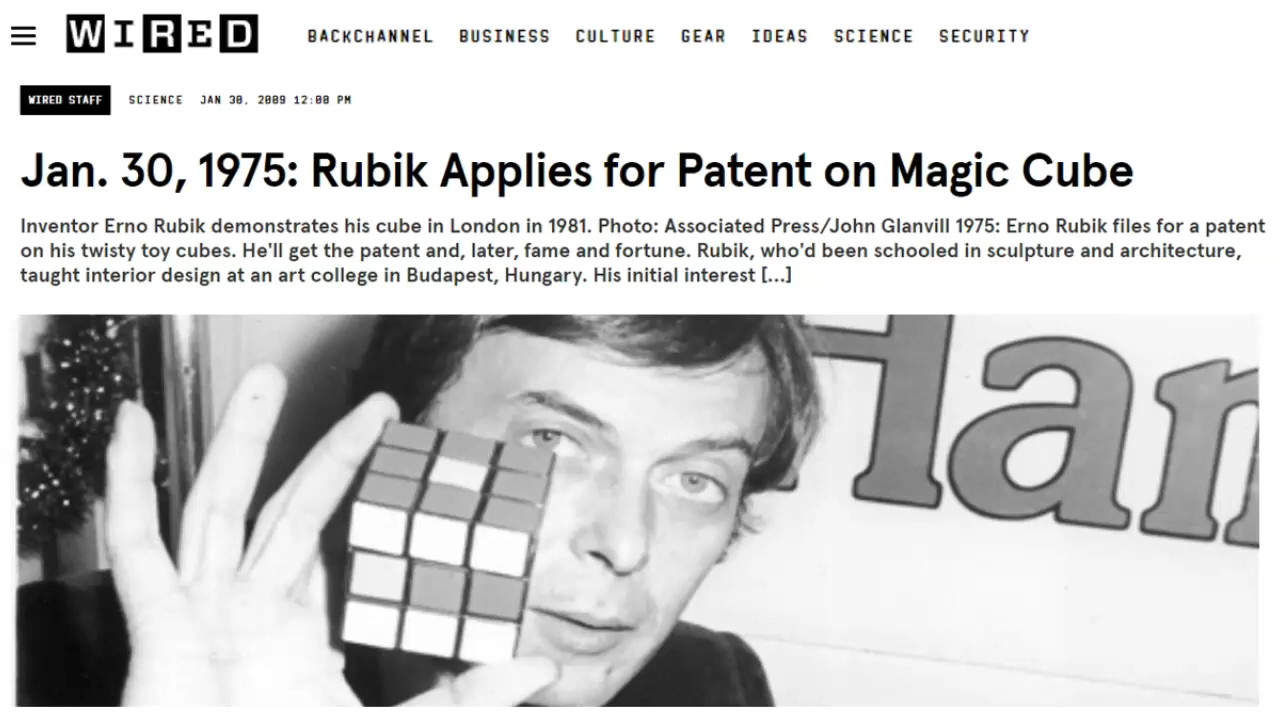 WIRED
BACKCHANNEL BUSINESS CULTURE GEAR IDEAS SCIENCE SECURITY
WIRED STAFF SCIENCE JAN 30, 2009 12:00 PM
Jan. 30, 1975: Rubik Applies for Patent on Magic Cube
Inventor Erno Rubik demonstrates his cube in London in 1981. Photo: Associated Press/John Glanvill 1975: Erno Rubik files for a patent
on his twisty toy cubes. He'll get the patent and, later, fame and fortune. Rubik, who'd been schooled in sculpture and architecture,
taught interior design at an art college in Budapest, Hungary. His initial interest [...]
Ham